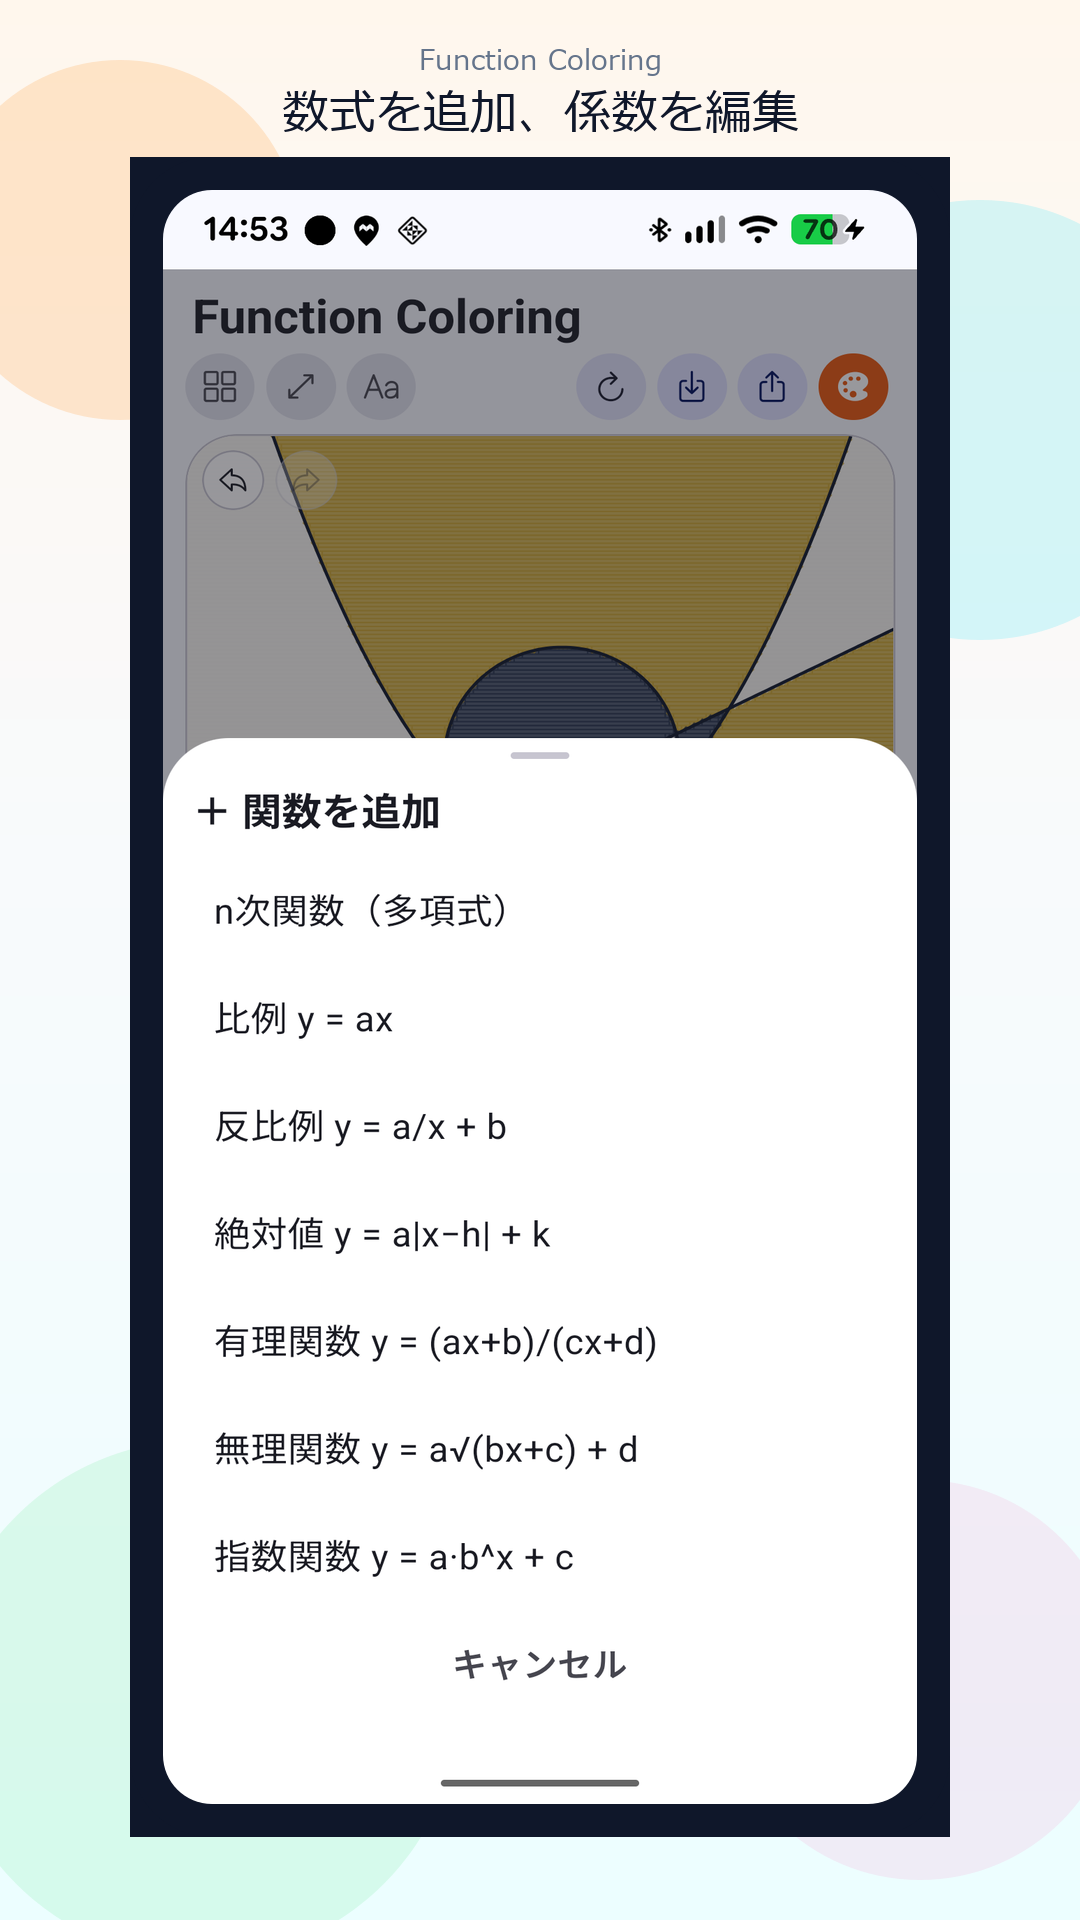 Function Coloring
数式を追加、係数を編集
14:53
70
Function Coloring
Aa
＋ 関数を追加
n次関数（多項式）
比例 y = ax
反比例 y = a/x + b
絶対値 y = a|x−h| + k
有理関数 y = (ax+b)/(cx+d)
無理関数 y = a√(bx+c) + d
指数関数 y = a·b^x + c
キャンセル